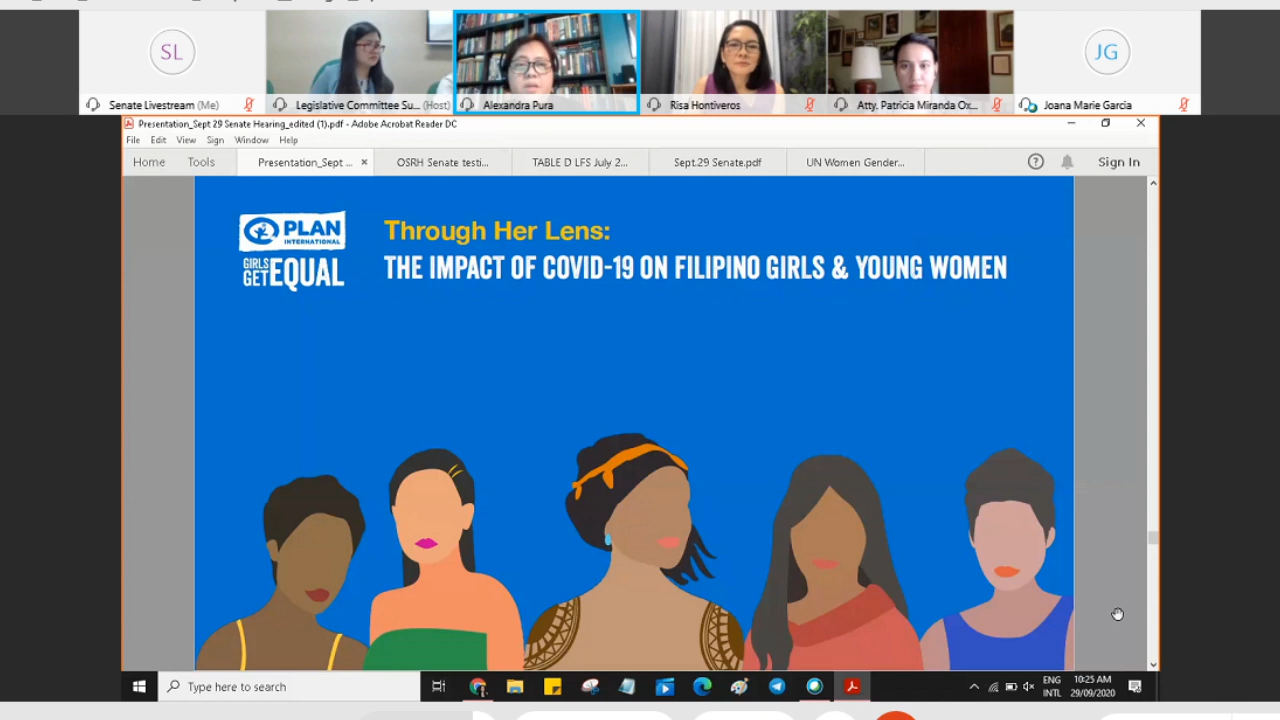 SL
JG
Senate Livestream (Me)
Legislative Committee Su... (Host)
Alexandra Pura
Risa Hontiveros
Atty. Patricia Miranda Ox...
Joana Marie Garcia
Presentation_Sept 29 Senate Hearing_edited (1).pdf - Adobe Acrobat Reader DC
File Edit View Sign Window Help
Home Tools Presentation_Sept ... × OSRH Senate testi... TABLE D LFS July 2... Sept.29 Senate.pdf UN Women Gender... Sign In
PLAN
INTERNATIONAL
GIRLS
GET EQUAL
Through Her Lens:
THE IMPACT OF COVID-19 ON FILIPINO GIRLS & YOUNG WOMEN
Type here to search
ENG
INTL
10:25 AM
29/09/2020